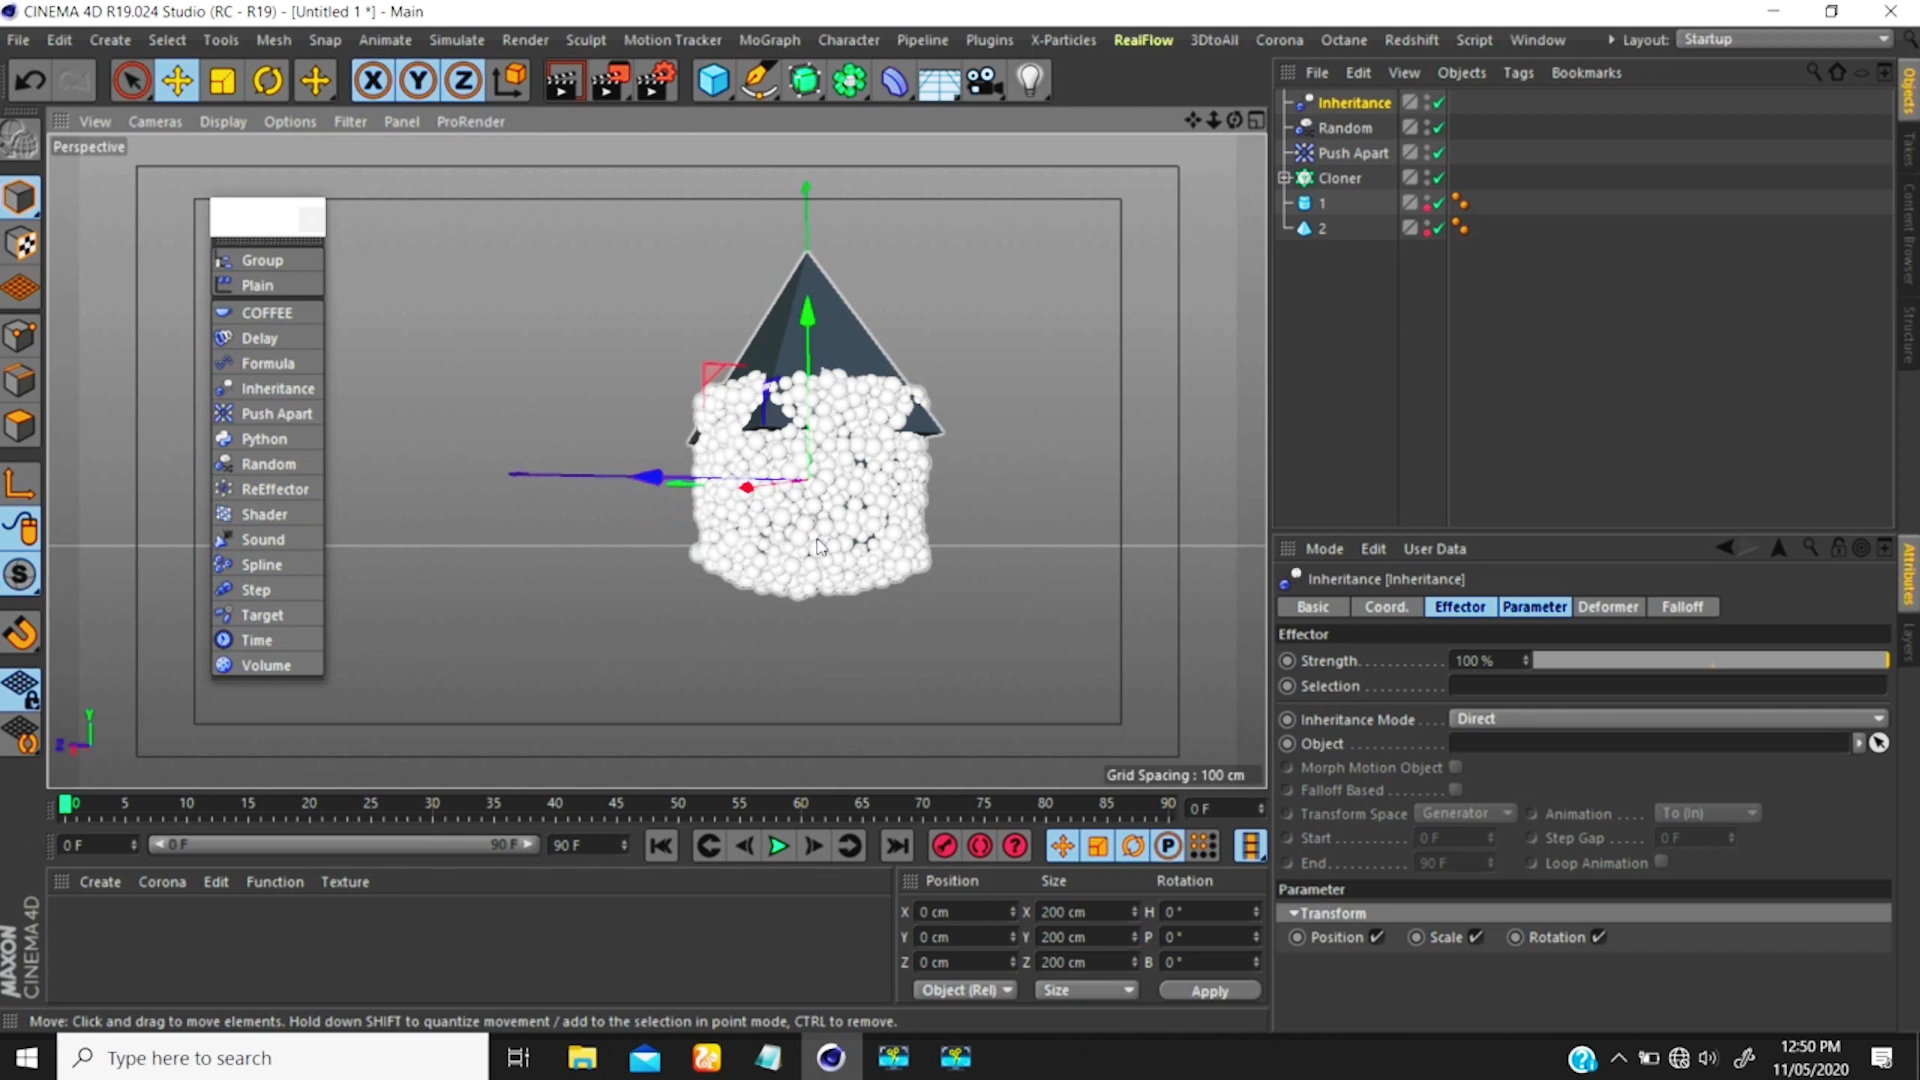 CINEMA 4D R19.024 Studio (RC - R19) - [Untitled 1 *] - Main
File Edit Create Select Tools Mesh Snap Animate Simulate Render Sculpt Motion Tracker MoGraph Character Pipeline Plugins X-Particles RealFlow 3DtoAll Corona Octane Redshift Script Window Layout: Startup
X Y Z
File Edit View Objects Tags Bookmarks
View Cameras Display Options Filter Panel ProRender
Perspective
Group
Plain
COFFEE
Delay
Formula
Inheritance
Push Apart
Python
Random
ReEffector
Shader
Sound
Spline
Step
Target
Time
Volume
Y
Z
Grid Spacing : 100 cm
Inheritance
Random
Push Apart
Cloner
1
2
Objects
Takes
Content Browser
Structure
Mode Edit User Data
Inheritance [Inheritance]
Basic Coord. Effector Parameter Deformer Falloff
Effector
Strength 100 %
Selection
Inheritance Mode Direct
Object
Morph Motion Object
Falloff Based
Transform Space Generator Animation To (In)
Start 0 F Step Gap 0 F
End 90 F Loop Animation
Parameter
Transform
Position Scale Rotation
Attributes
Layers
0 5 10 15 20 25 30 35 40 45 50 55 60 65 70 75 80 85 90 0 F
0 F 0 F 90 F 90 F
Create Corona Edit Function Texture
Position Size Rotation
X 0 cm X 200 cm H 0 °
Y 0 cm Y 200 cm P 0 °
Z 0 cm Z 200 cm B 0 °
Object (Rel) Size Apply
MAXON
CINEMA 4D
Move: Click and drag to move elements. Hold down SHIFT to quantize movement / add to the selection in point mode, CTRL to remove.
Type here to search
12:50 PM
11/05/2020